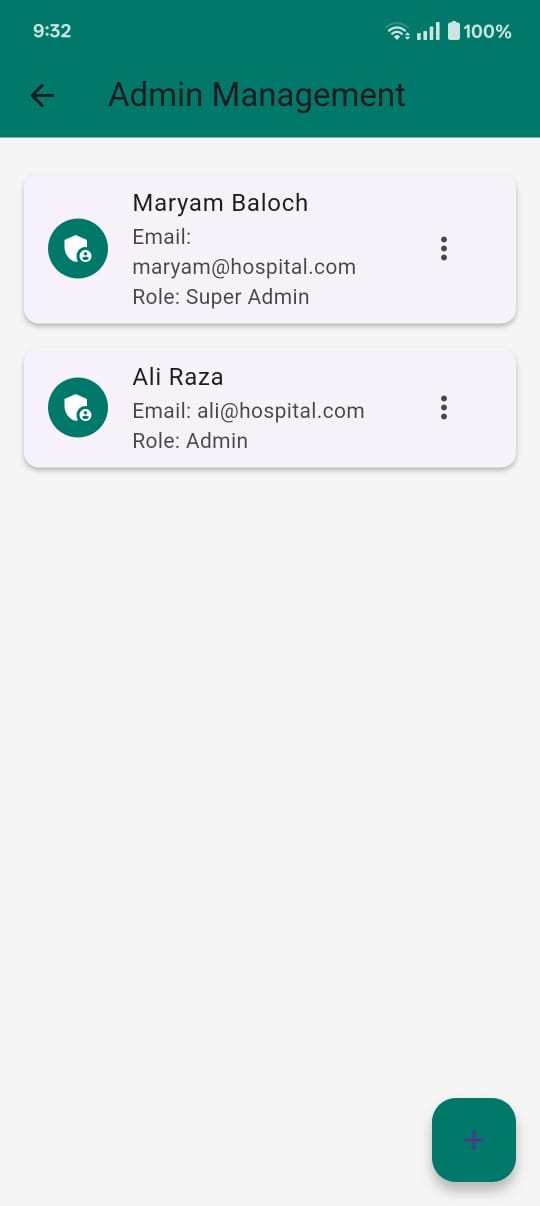 9:32
100%
Admin Management
Maryam Baloch
Email:
maryam@hospital.com
Role: Super Admin
Ali Raza
Email: ali@hospital.com
Role: Admin